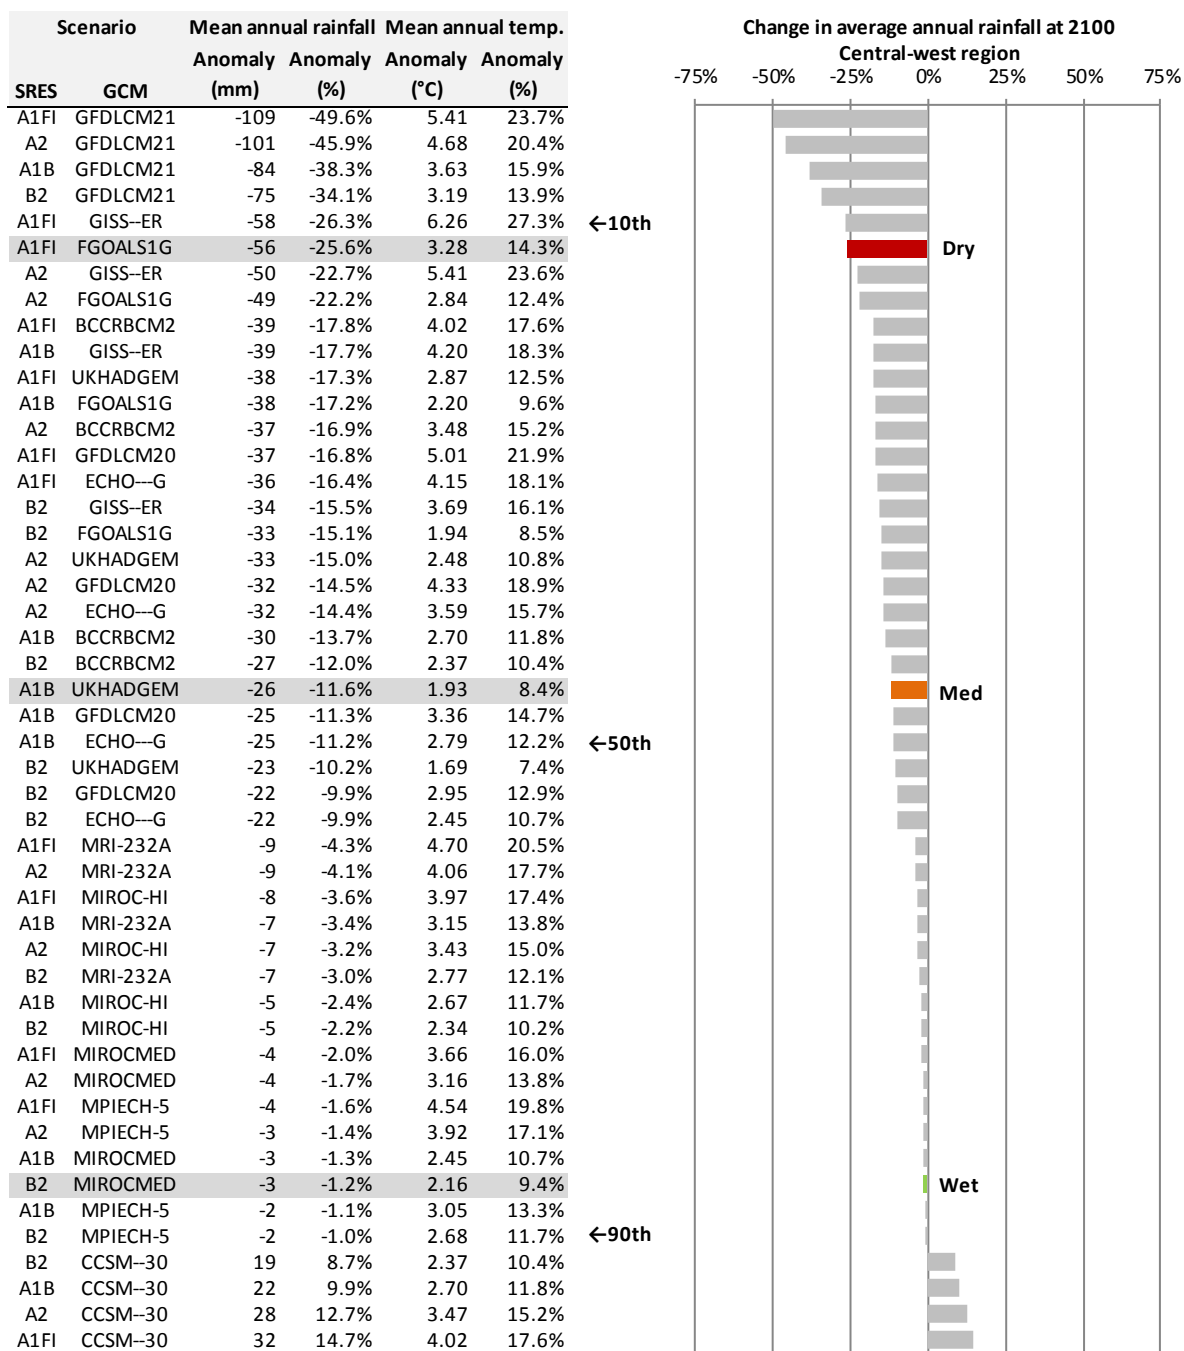 Scenario Mean annual rainfall Mean annual temp.
Anomaly Anomaly Anomaly Anomaly
SRES GCM (mm) (%) (°C) (%)
A1FI GFDLCM21 -109 -49.6% 5.41 23.7%
A2 GFDLCM21 -101 -45.9% 4.68 20.4%
A1B GFDLCM21 -84 -38.3% 3.63 15.9%
B2 GFDLCM21 -75 -34.1% 3.19 13.9%
A1FI GISS--ER -58 -26.3% 6.26 27.3% ←10th
A1FI FGOALS1G -56 -25.6% 3.28 14.3%
A2 GISS--ER -50 -22.7% 5.41 23.6%
A2 FGOALS1G -49 -22.2% 2.84 12.4%
A1FI BCCRBCM2 -39 -17.8% 4.02 17.6%
A1B GISS--ER -39 -17.7% 4.20 18.3%
A1FI UKHADGEM -38 -17.3% 2.87 12.5%
A1B FGOALS1G -38 -17.2% 2.20 9.6%
A2 BCCRBCM2 -37 -16.9% 3.48 15.2%
A1FI GFDLCM20 -37 -16.8% 5.01 21.9%
A1FI ECHO---G -36 -16.4% 4.15 18.1%
B2 GISS--ER -34 -15.5% 3.69 16.1%
B2 FGOALS1G -33 -15.1% 1.94 8.5%
A2 UKHADGEM -33 -15.0% 2.48 10.8%
A2 GFDLCM20 -32 -14.5% 4.33 18.9%
A2 ECHO---G -32 -14.4% 3.59 15.7%
A1B BCCRBCM2 -30 -13.7% 2.70 11.8%
B2 BCCRBCM2 -27 -12.0% 2.37 10.4%
A1B UKHADGEM -26 -11.6% 1.93 8.4%
A1B GFDLCM20 -25 -11.3% 3.36 14.7%
A1B ECHO---G -25 -11.2% 2.79 12.2% ←50th
B2 UKHADGEM -23 -10.2% 1.69 7.4%
B2 GFDLCM20 -22 -9.9% 2.95 12.9%
B2 ECHO---G -22 -9.9% 2.45 10.7%
A1FI MRI-232A -9 -4.3% 4.70 20.5%
A2 MRI-232A -9 -4.1% 4.06 17.7%
A1FI MIROC-HI -8 -3.6% 3.97 17.4%
A1B MRI-232A -7 -3.4% 3.15 13.8%
A2 MIROC-HI -7 -3.2% 3.43 15.0%
B2 MRI-232A -7 -3.0% 2.77 12.1%
A1B MIROC-HI -5 -2.4% 2.67 11.7%
B2 MIROC-HI -5 -2.2% 2.34 10.2%
A1FI MIROCMED -4 -2.0% 3.66 16.0%
A2 MIROCMED -4 -1.7% 3.16 13.8%
A1FI MPIECH-5 -4 -1.6% 4.54 19.8%
A2 MPIECH-5 -3 -1.4% 3.92 17.1%
A1B MIROCMED -3 -1.3% 2.45 10.7%
B2 MIROCMED -3 -1.2% 2.16 9.4%
A1B MPIECH-5 -2 -1.1% 3.05 13.3%
B2 MPIECH-5 -2 -1.0% 2.68 11.7% ←90th
B2 CCSM--30 19 8.7% 2.37 10.4%
A1B CCSM--30 22 9.9% 2.70 11.8%
A2 CCSM--30 28 12.7% 3.47 15.2%
A1FI CCSM--30 32 14.7% 4.02 17.6%
Change in average annual rainfall at 2100
Central-west region
-75% -50% -25% 0% 25% 50% 75%
Dry
Med
Wet